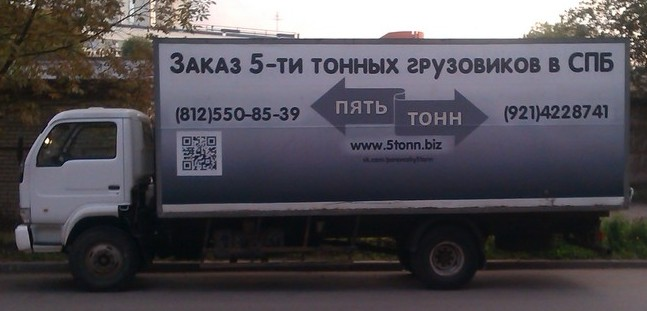 Заказ 5-ти тонных грузовиков в СПБ
(812)550-85-39
ПЯТЬ
ТОНН
(921)4228741
www.5tonn.biz